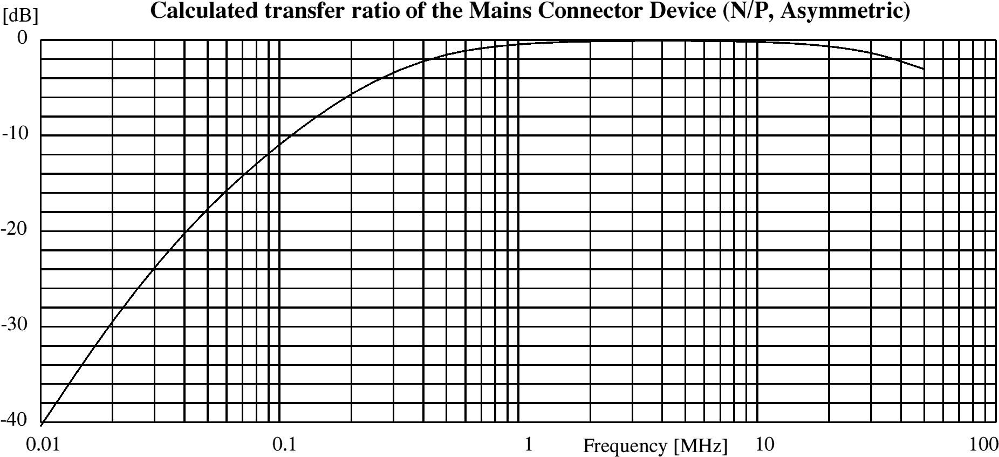 Calculated transfer ratio of the Mains Connector Device (N/P, Asymmetric)
[dB]
0
-10
-20
-30
-40
0.01 0.1 1 Frequency [MHz] 10 100